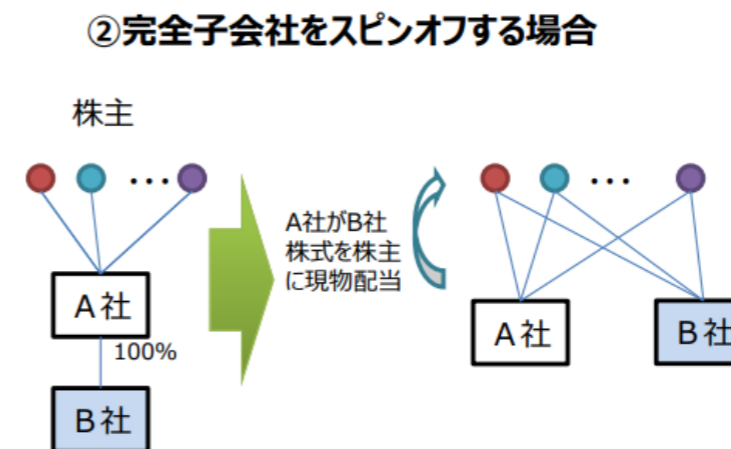 ②完全子会社をスピンオフする場合
株主
・・・
A社
100%
B社
A社がB社
株式を株主
に現物配当
・・・
A社
B社